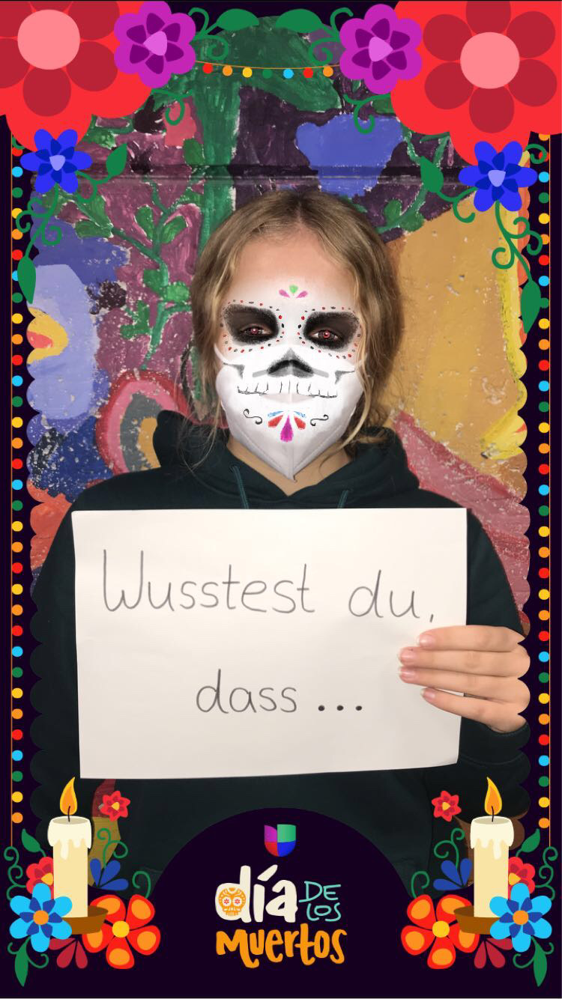 Wusstest du,
dass ...
día DE LOS
Muertos